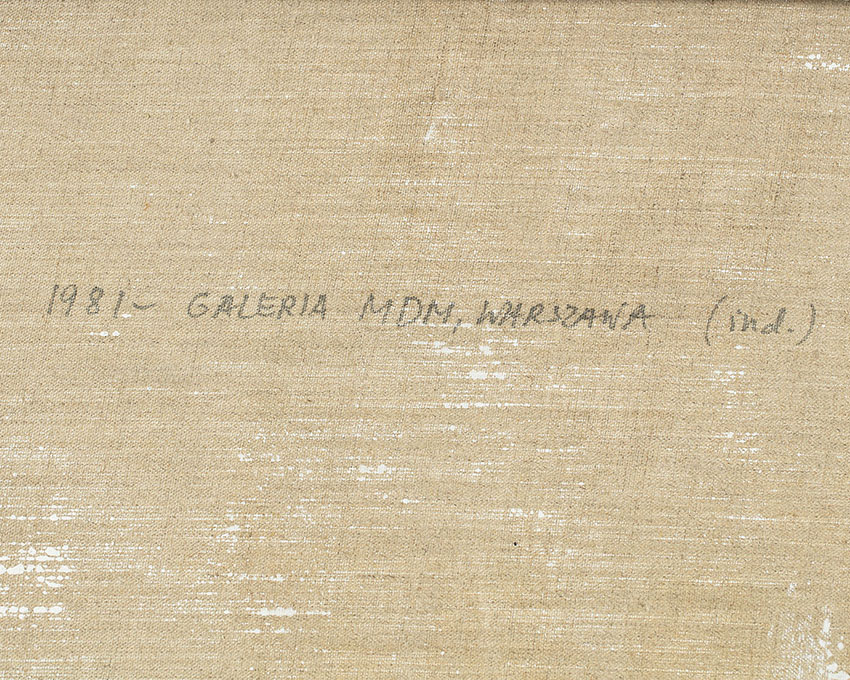 1981– GALERIA MDM, WARSZAWA (ind.)